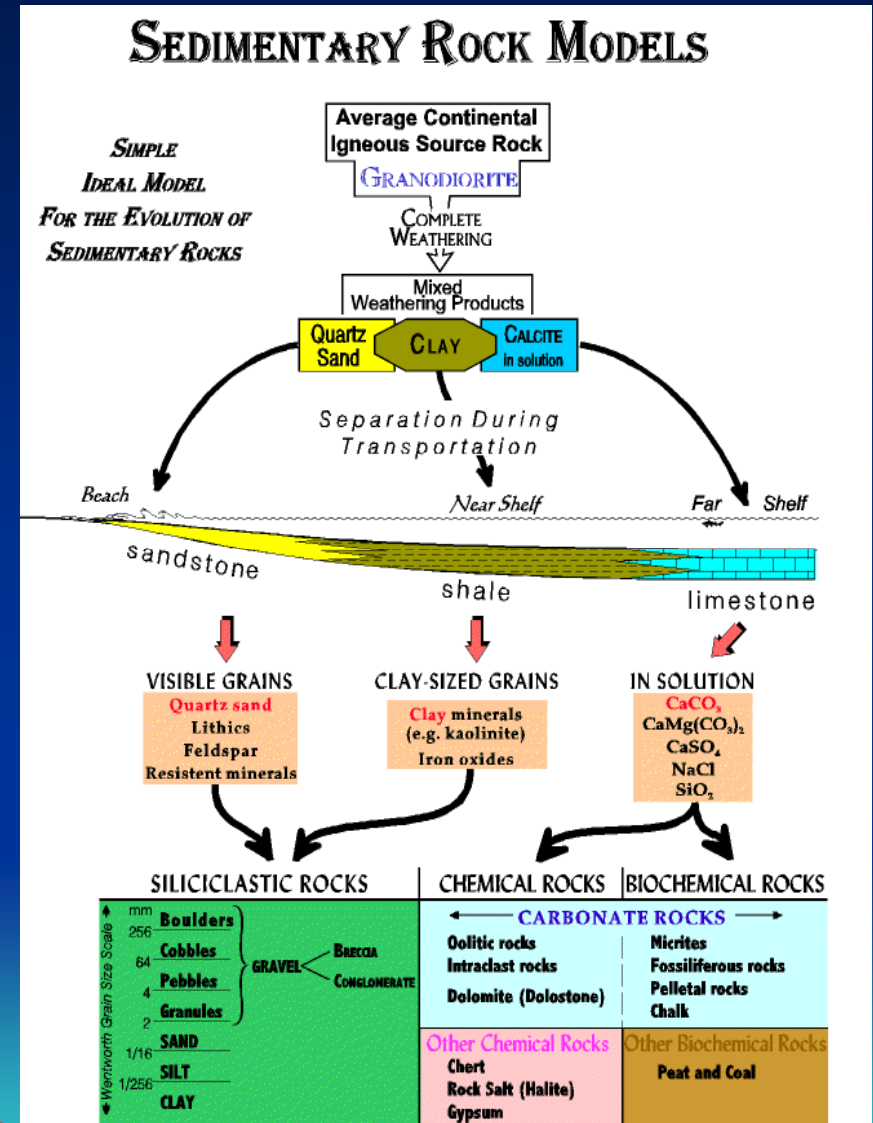 SEDIMENTARY ROCK MODELS
SIMPLE
IDEAL MODEL
FOR THE EVOLUTION OF
SEDIMENTARY ROCKS
Average Continental
Igneous Source Rock
GRANODIORITE
COMPLETE
WEATHERING
Mixed
Weathering Products
Quartz
Sand
CLAY
CALCITE
in solution
Separation During
Transportation
Beach
Near Shelf
Far Shelf
sandstone
shale
limestone
VISIBLE GRAINS
Quartz sand
Lithics
Feldspar
Resistent minerals
CLAY-SIZED GRAINS
Clay minerals
(e.g. kaolinite)
Iron oxides
IN SOLUTION
CaCO₃
CaMg(CO₃)₂
CaSO₄
NaCl
SiO₂
SILICICLASTIC ROCKS
Wentworth Grain Size Scale
mm
Boulders
256
Cobbles
64
Pebbles
4
Granules
2
SAND
1/16
SILT
1/256
CLAY
GRAVEL
BRECCIA
CONGLOMERATE
CHEMICAL ROCKS
BIOCHEMICAL ROCKS
CARBONATE ROCKS
Oolitic rocks
Intraclast rocks
Dolomite (Dolostone)
Micrites
Fossiliferous rocks
Pelletal rocks
Chalk
Other Chemical Rocks
Chert
Rock Salt (Halite)
Gypsum
Other Biochemical Rocks
Peat and Coal